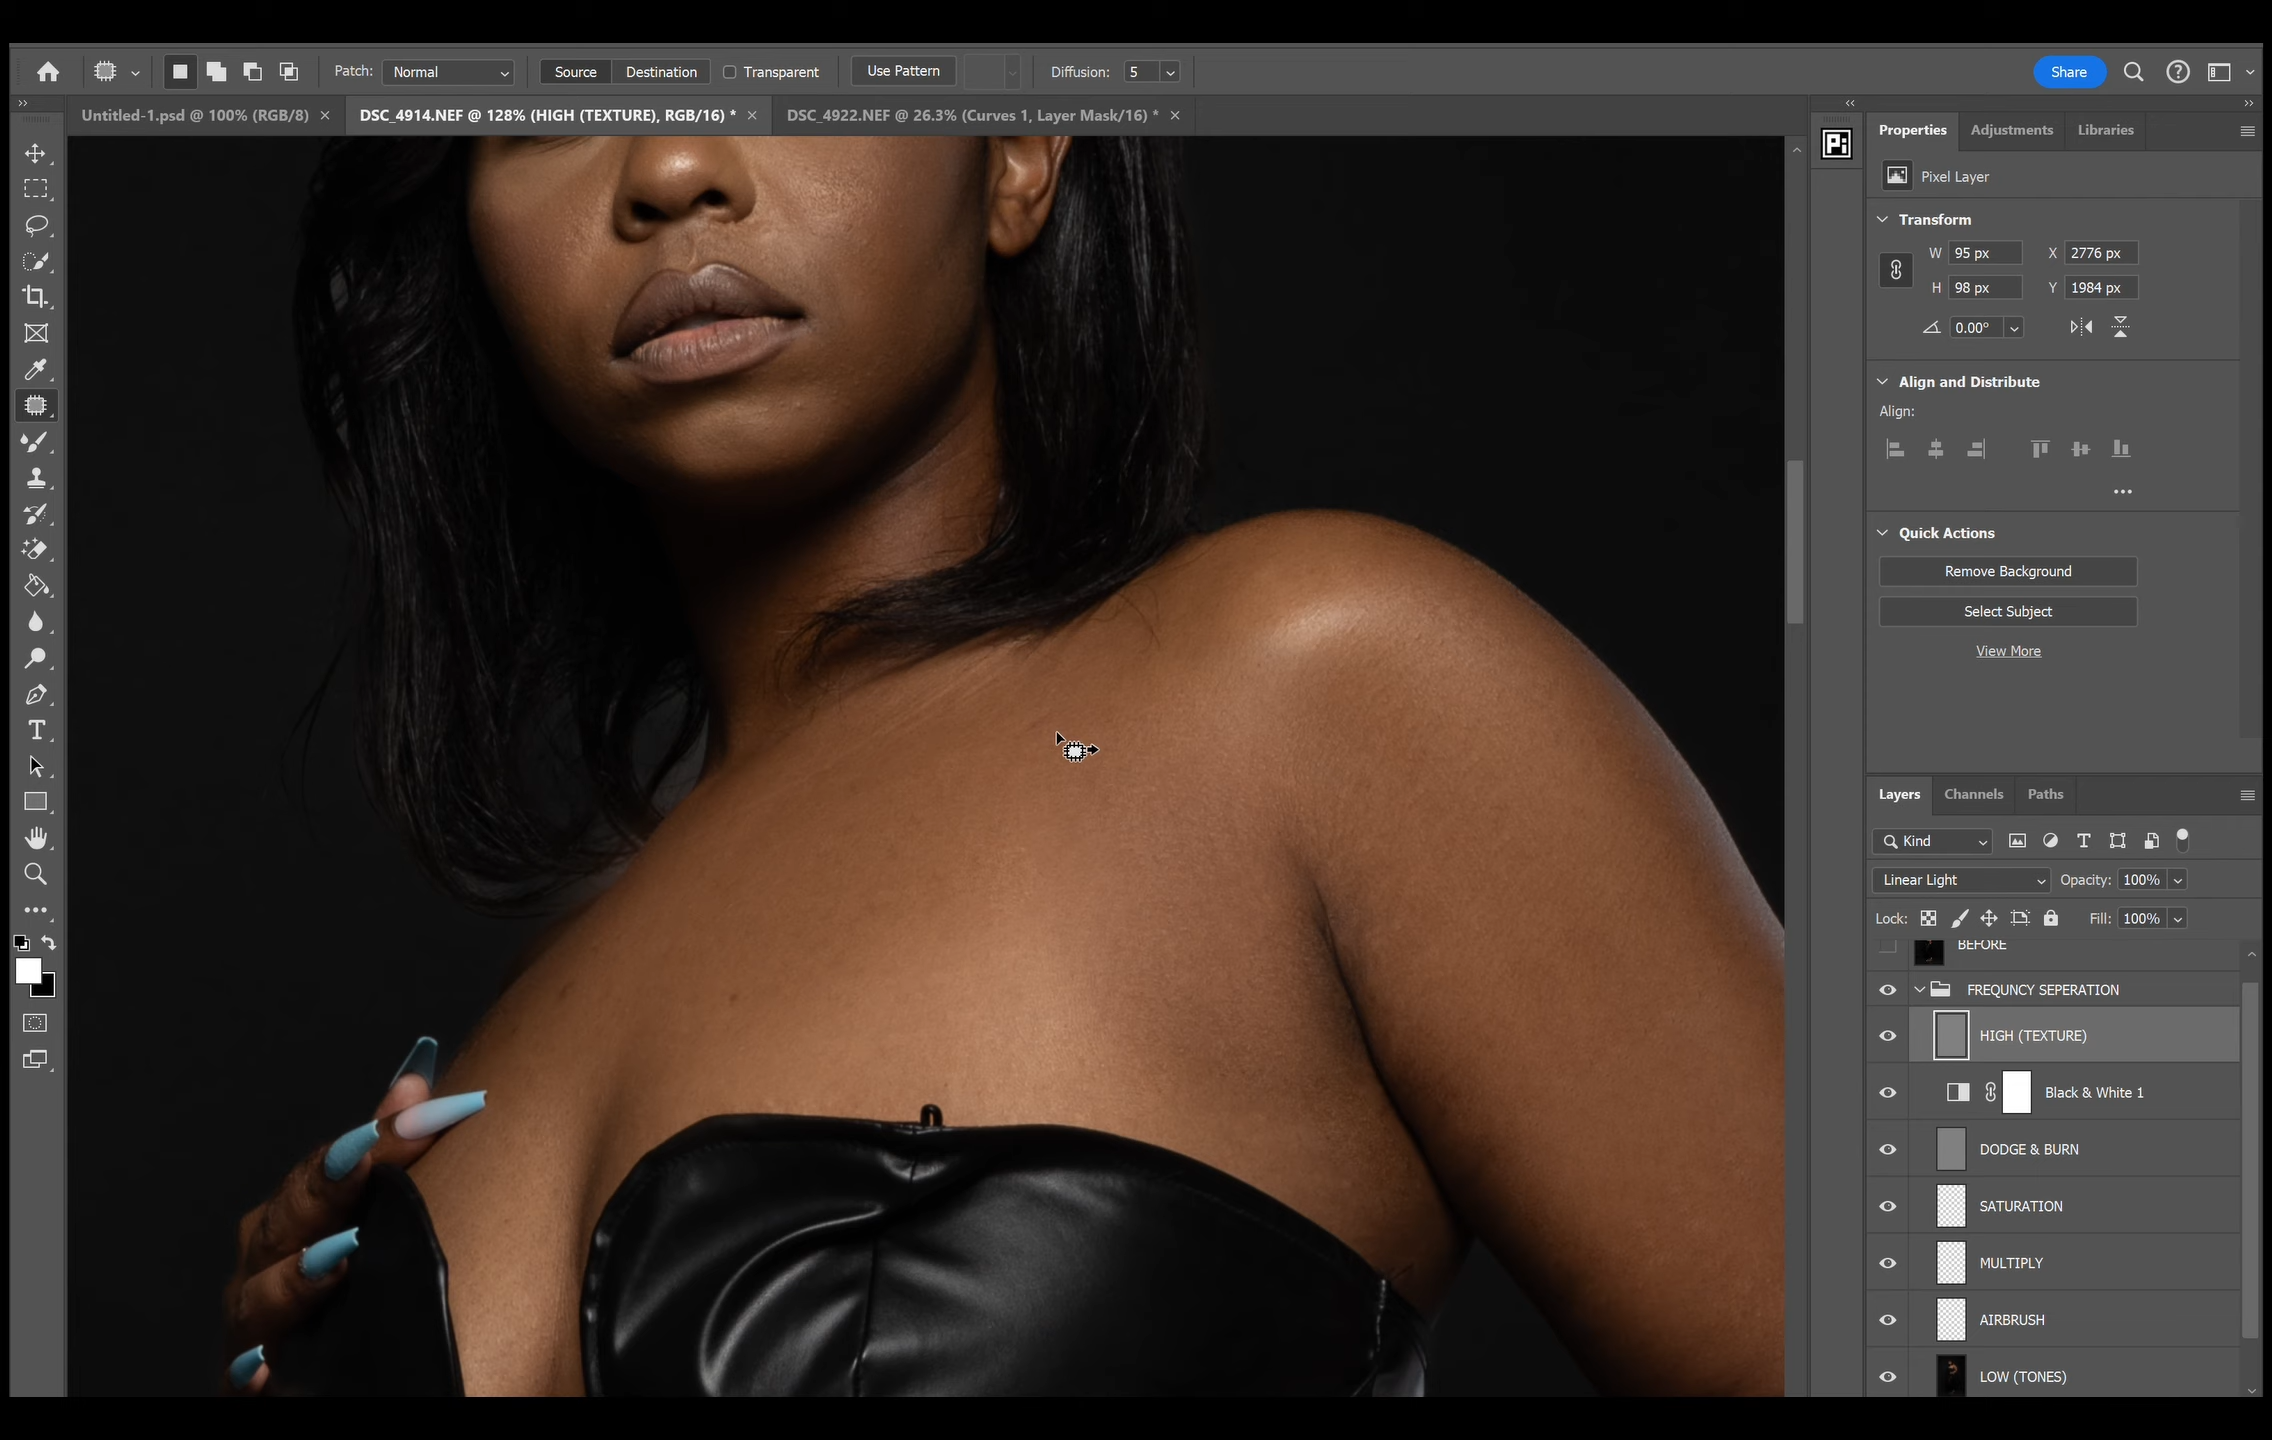 Patch: Normal Source Destination Transparent Use Pattern Diffusion: 5 Share
Untitled-1.psd @ 100% (RGB/8) DSC_4914.NEF @ 128% (HIGH (TEXTURE), RGB/16) * DSC_4922.NEF @ 26.3% (Curves 1, Layer Mask/16) *
Pi
Properties Adjustments Libraries
Pixel Layer
Transform
W 95 px X 2776 px
H 98 px Y 1984 px
0.00°
Align and Distribute
Align:
Quick Actions
Remove Background
Select Subject
View More
Layers Channels Paths
Kind
Linear Light Opacity: 100%
Lock: Fill: 100%
BEFORE
FREQUNCY SEPERATION
HIGH (TEXTURE)
Black & White 1
DODGE & BURN
SATURATION
MULTIPLY
AIRBRUSH
LOW (TONES)